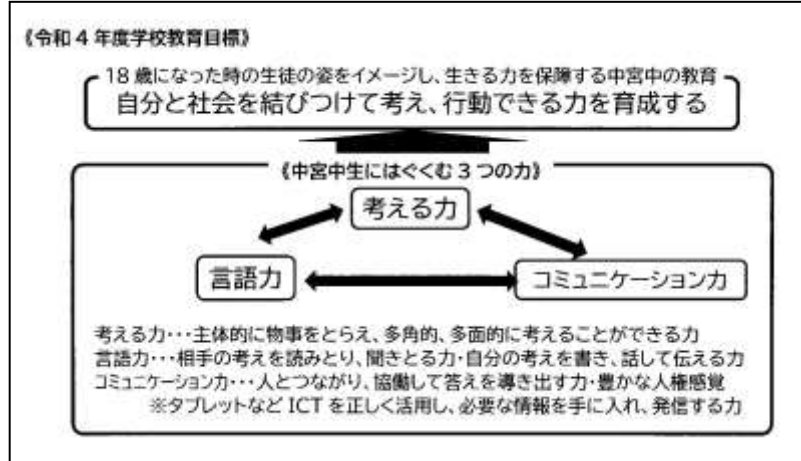 《令和4年度学校教育目標》
18歳になった時の生徒の姿をイメージし、生きる力を保障する中宮中の教育
自分と社会を結びつけて考え、行動できる力を育成する
《中宮中生にはぐくむ3つの力》
考える力
言語力
コミュニケーション力
考える力･･･主体的に物事をとらえ、多角的、多面的に考えることができる力
言語力･･･相手の考えを読みとり、聞きとる力・自分の考えを書き、話して伝える力
コミュニケーション力･･･人とつながり、協働して答えを導き出す力・豊かな人権感覚
※タブレットなどICTを正しく活用し、必要な情報を手に入れ、発信する力